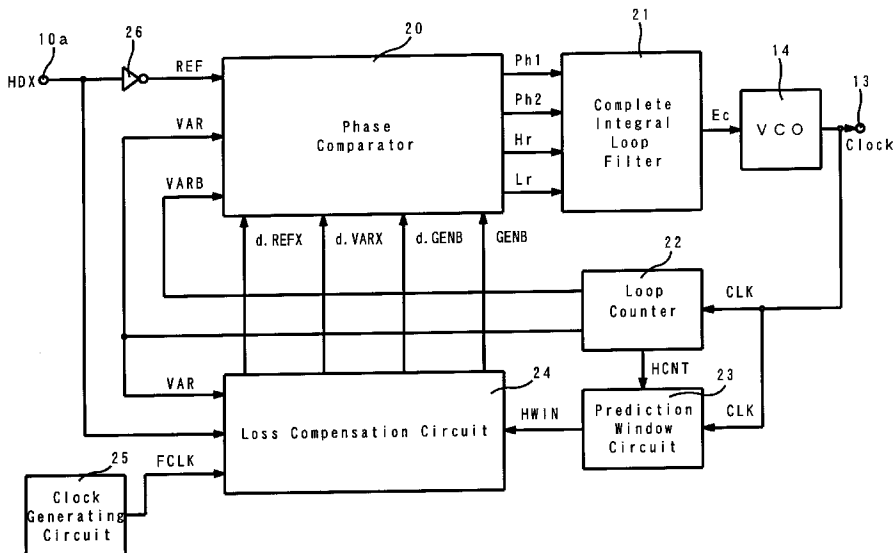 20
21
14
13
10a
26
HDX
REF
VAR
VARB
Phase
Comparator
Ph1
Ph2
Hr
Lr
Complete
Integral
Loop
Filter
Ec
VCO
Clock
d.REFX
d.VARX
d.GENB
GENB
22
Loop
Counter
CLK
HCNT
23
Prediction
Window
Circuit
CLK
HWIN
24
Loss Compensation Circuit
VAR
FCLK
25
Clock
Generating
Circuit